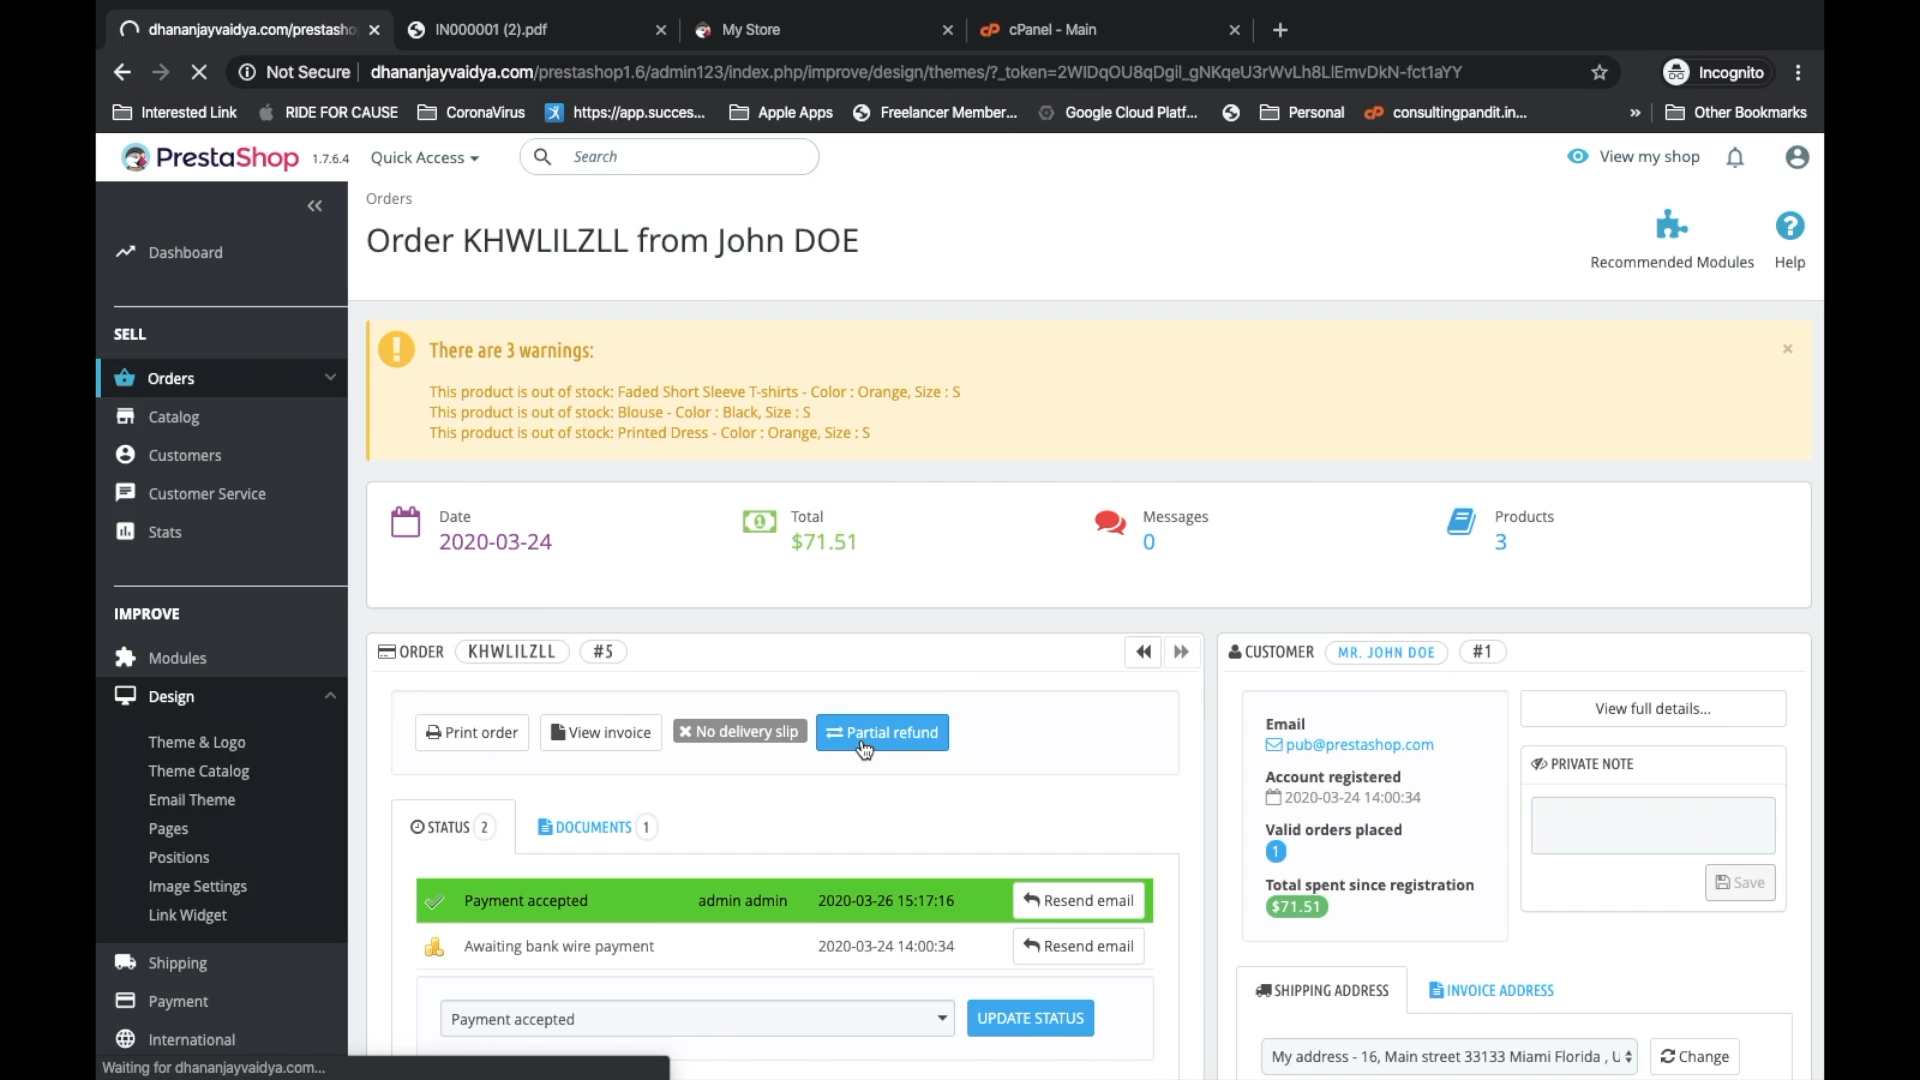 dhananjayvaidya.com/prestasho
IN000001 (2).pdf
My Store
cPanel - Main
Not Secure
dhananjayvaidya.com/prestashop1.6/admin123/index.php/improve/design/themes/?_token=2WIDqOU8qDgil_gNKqeU3rWvLh8LlEmvDkN-fct1aYY
Incognito
Interested Link
RIDE FOR CAUSE
CoronaVirus
https://app.succes...
Apple Apps
Freelancer Member...
Google Cloud Platf...
Personal
consultingpandit.in...
»
Other Bookmarks
PrestaShop 1.7.6.4
Quick Access
Search
View my shop
Dashboard
SELL
Orders
Catalog
Customers
Customer Service
Stats
IMPROVE
Modules
Design
Theme & Logo
Theme Catalog
Email Theme
Pages
Positions
Image Settings
Link Widget
Shipping
Payment
International
Waiting for dhananjayvaidya.com...
Orders
Order KHWLILZLL from John DOE
Recommended Modules
Help
There are 3 warnings:
This product is out of stock: Faded Short Sleeve T-shirts - Color : Orange, Size : S
This product is out of stock: Blouse - Color : Black, Size : S
This product is out of stock: Printed Dress - Color : Orange, Size : S
Date
2020-03-24
Total
$71.51
Messages
0
Products
3
ORDER KHWLILZLL #5
Print order
View invoice
No delivery slip
Partial refund
STATUS 2
DOCUMENTS 1
Payment accepted admin admin 2020-03-26 15:17:16 Resend email
Awaiting bank wire payment 2020-03-24 14:00:34 Resend email
Payment accepted
UPDATE STATUS
CUSTOMER MR. JOHN DOE #1
Email
pub@prestashop.com
Account registered
2020-03-24 14:00:34
Valid orders placed
1
Total spent since registration
$71.51
View full details...
PRIVATE NOTE
Save
SHIPPING ADDRESS
INVOICE ADDRESS
My address - 16, Main street 33133 Miami Florida , U
Change